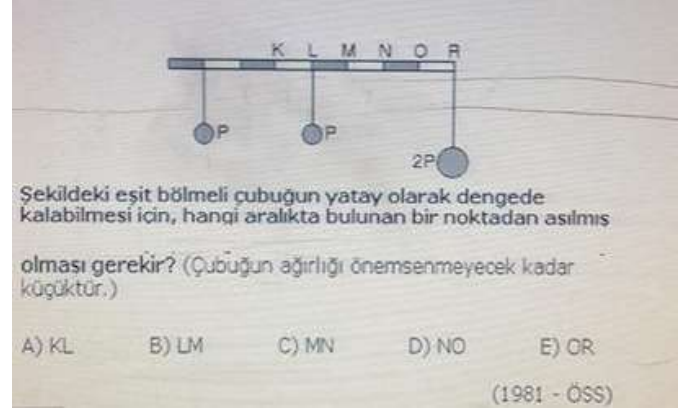 K L M N O R
P P
2P
Şekildeki eşit bölmeli çubuğun yatay olarak dengede
kalabilmesi için, hangi aralıkta bulunan bir noktadan asılmış
olması gerekir? (Çubuğun ağırlığı önemsenmeyecek kadar
küçüktür.)
A) KL B) LM C) MN D) NO E) OR
(1981 - ÖSS)